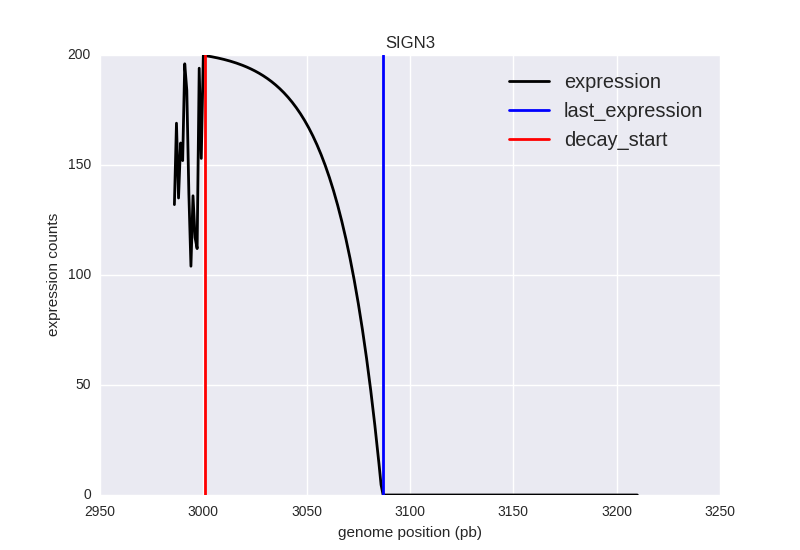 SIGN3
200
150
100
50
0
expression counts
expression
last_expression
decay_start
2950 3000 3050 3100 3150 3200 3250
genome position (pb)